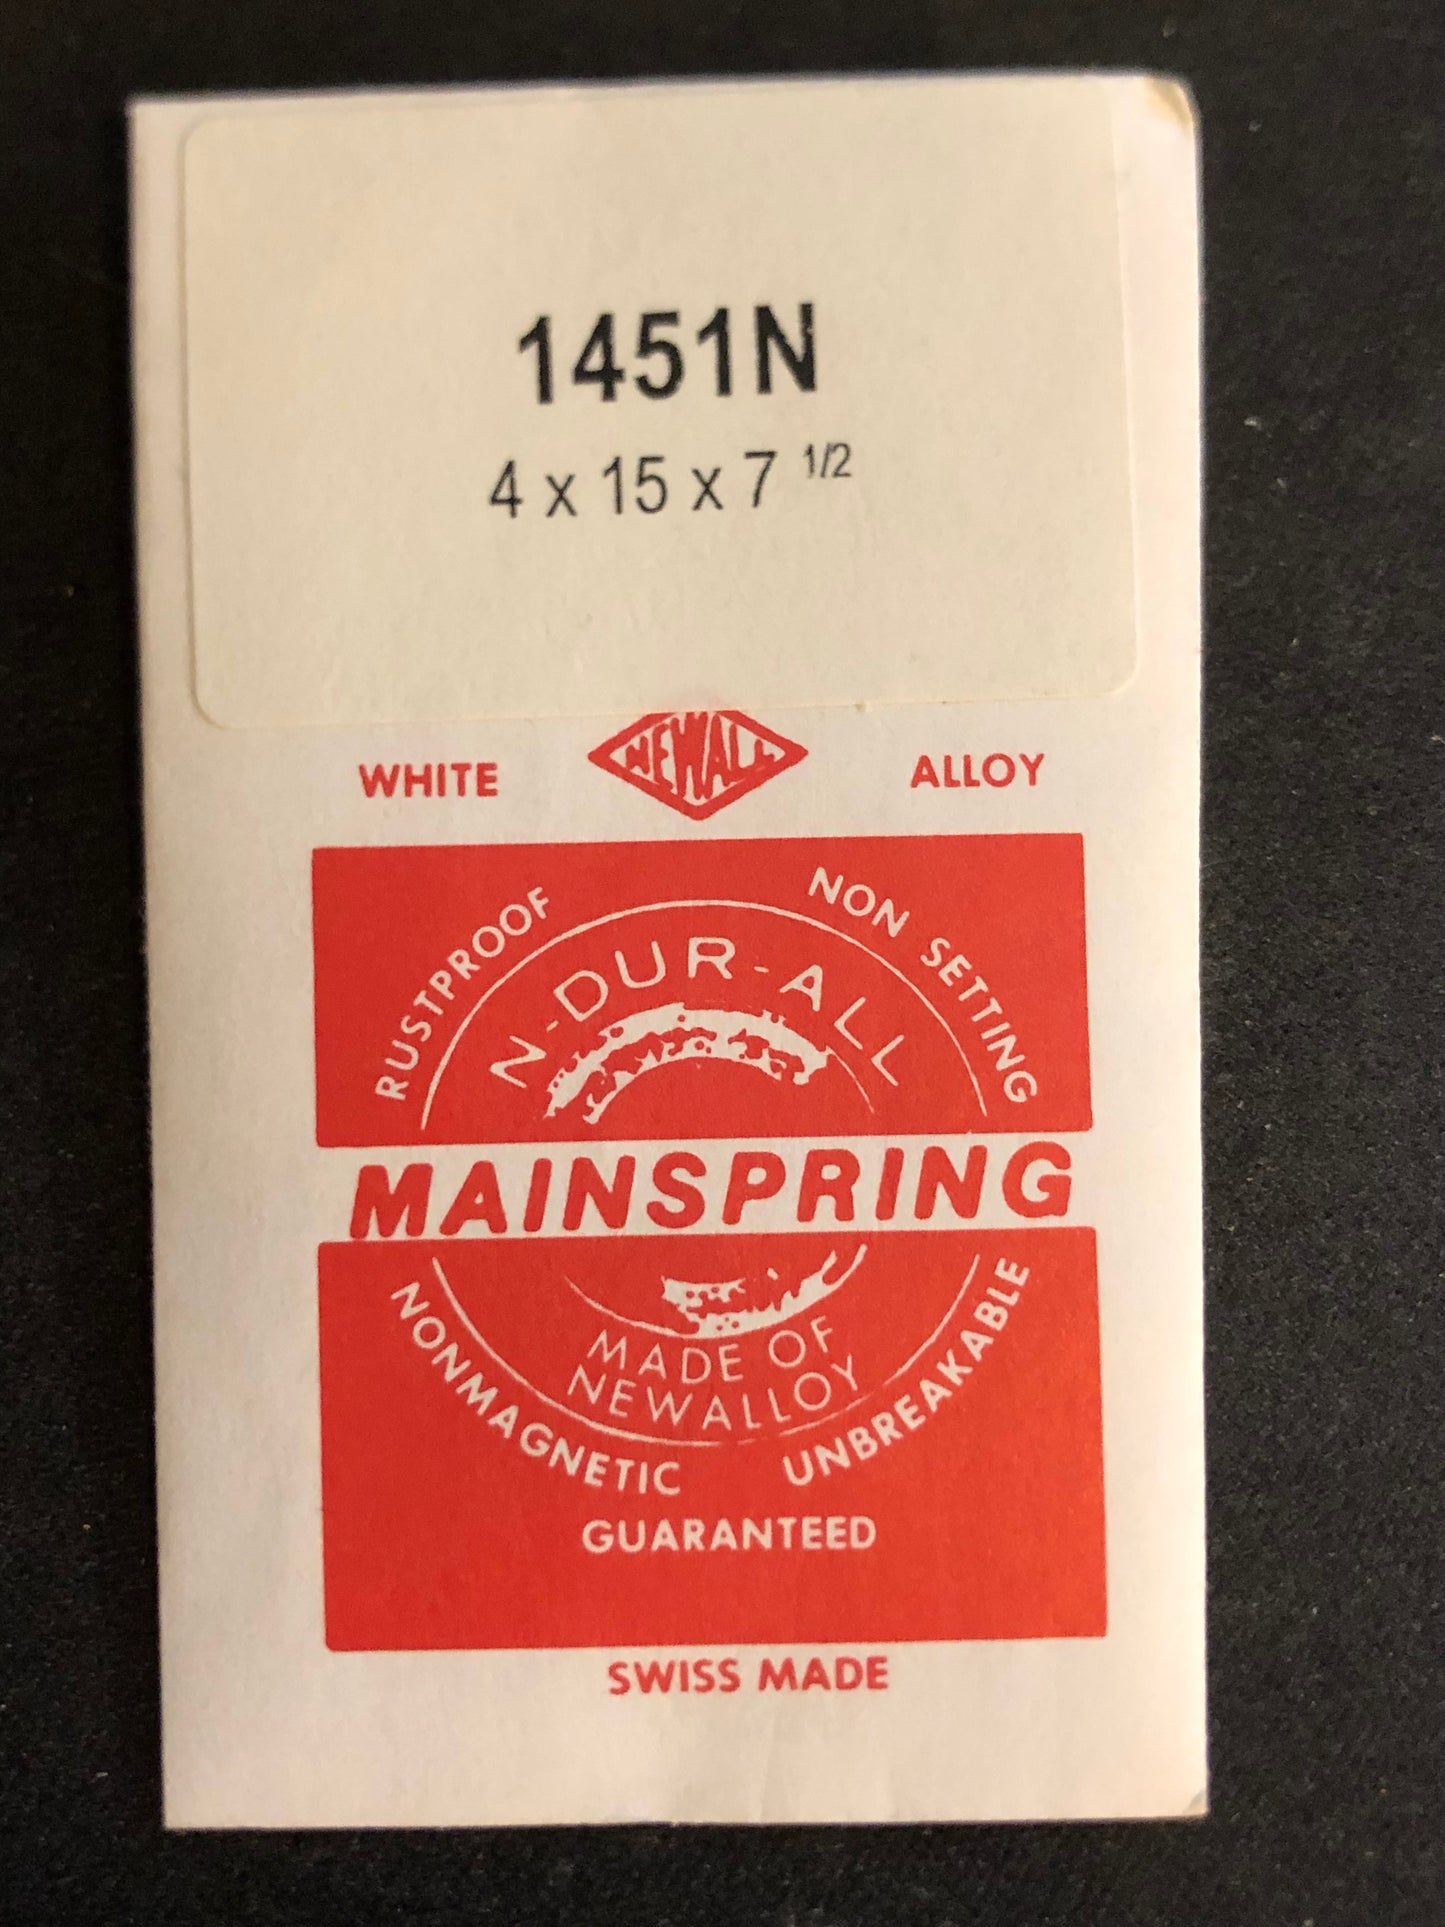 1451N
4 x 15 x 7 1/2
NEWALL
WHITE ALLOY
RUSTPROOF NON SETTING
N-DUR-ALL
MAINSPRING
MADE OF
NEWALLOY
NONMAGNETIC UNBREAKABLE
GUARANTEED
SWISS MADE